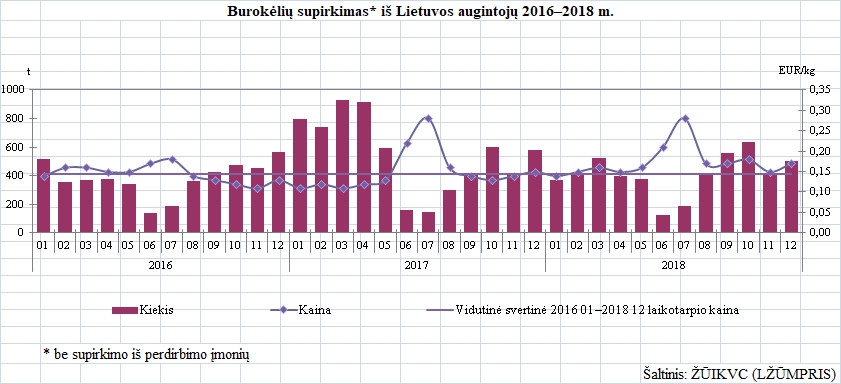 Burokėlių supirkimas* iš Lietuvos augintojų 2016–2018 m.
t EUR/kg
1000 0,35
0,30
800
0,25
600 0,20
400 0,15
0,10
200
0,05
0 0,00
01 02 03 04 05 06 07 08 09 10 11 12 01 02 03 04 05 06 07 08 09 10 11 12 01 02 03 04 05 06 07 08 09 10 11 12
2016 2017 2018
Kiekis Kaina Vidutinė svertinė 2016 01–2018 12 laikotarpio kaina
* be supirkimo iš perdirbimo įmonių
Šaltinis: ŽŪIKVC (LŽŪMPRIS)